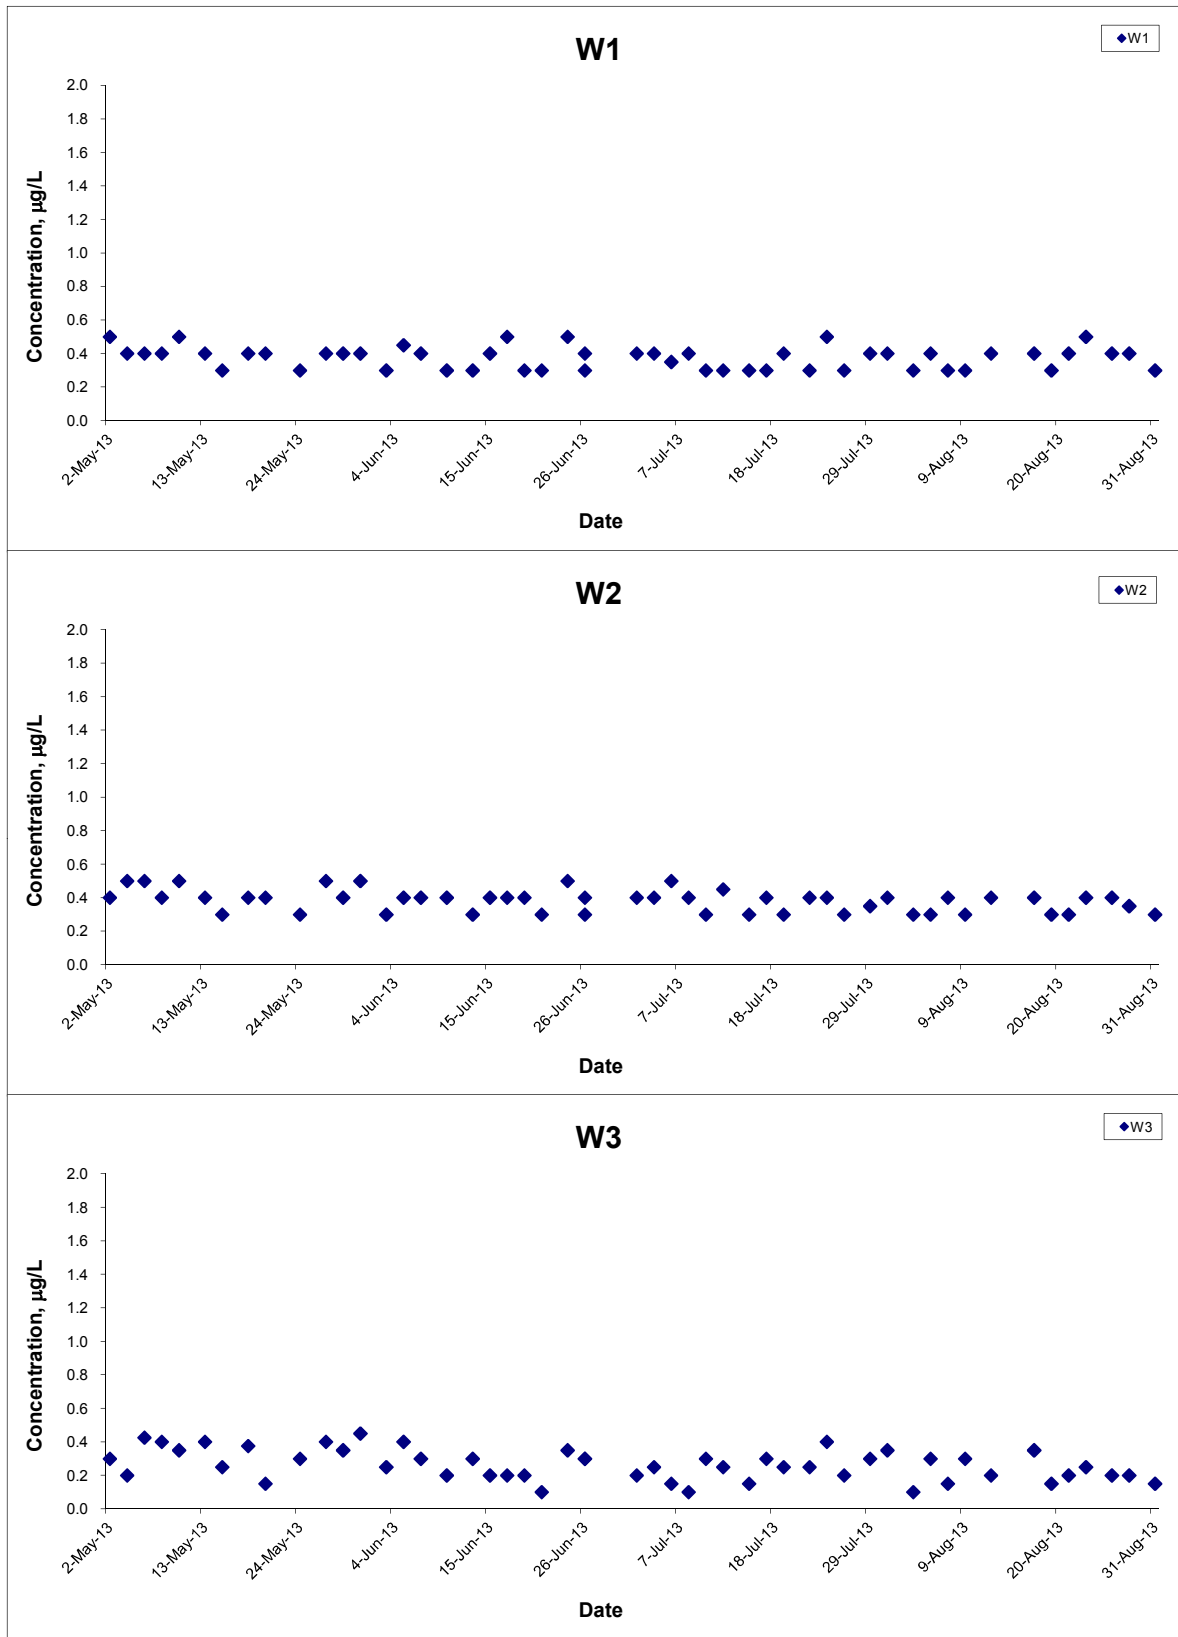 W1
W1
2.0
1.8
1.6
1.4
1.2
1.0
0.8
0.6
0.4
0.2
0.0
Concentration, µg/L
2-May-13 13-May-13 24-May-13 4-Jun-13 15-Jun-13 26-Jun-13 7-Jul-13 18-Jul-13 29-Jul-13 9-Aug-13 20-Aug-13 31-Aug-13
Date
W2
W2
2.0
1.8
1.6
1.4
1.2
1.0
0.8
0.6
0.4
0.2
0.0
Concentration, µg/L
2-May-13 13-May-13 24-May-13 4-Jun-13 15-Jun-13 26-Jun-13 7-Jul-13 18-Jul-13 29-Jul-13 9-Aug-13 20-Aug-13 31-Aug-13
Date
W3
W3
2.0
1.8
1.6
1.4
1.2
1.0
0.8
0.6
0.4
0.2
0.0
Concentration, µg/L
2-May-13 13-May-13 24-May-13 4-Jun-13 15-Jun-13 26-Jun-13 7-Jul-13 18-Jul-13 29-Jul-13 9-Aug-13 20-Aug-13 31-Aug-13
Date